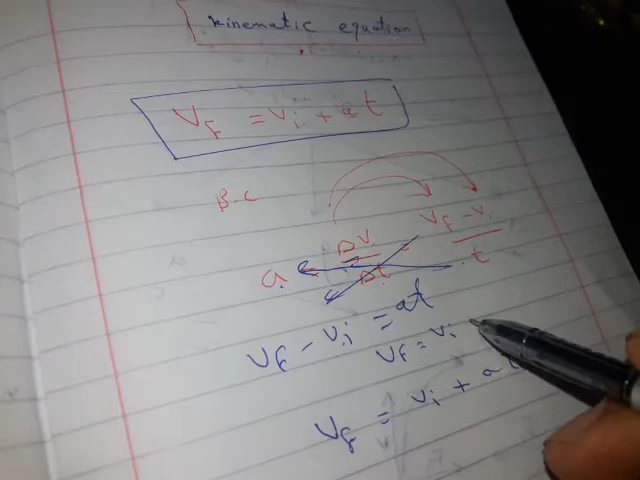 kinematic equation
Vf = Vi + at
B.C
a = ΔV/Δt = Vf - Vi/t
Vf - Vi = at
Vf = Vi
Vf = Vi + at